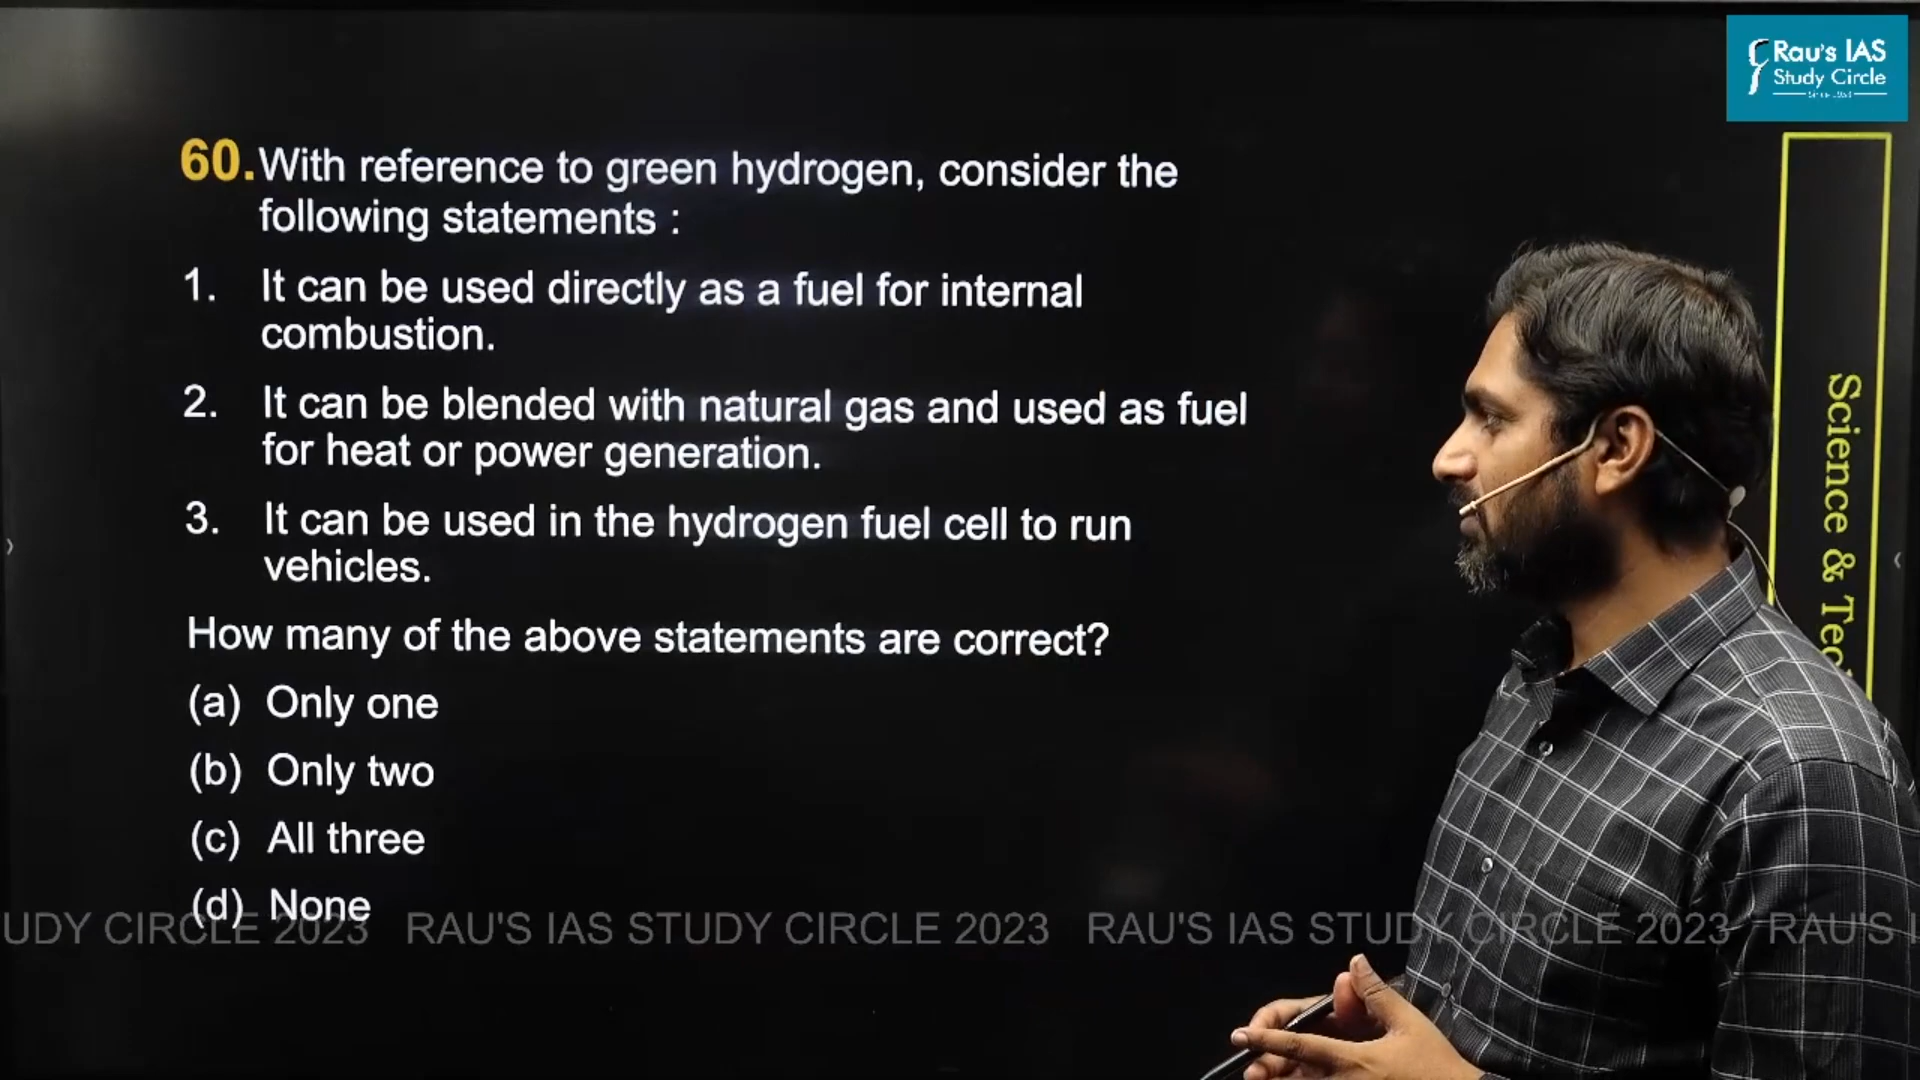 Rau's IAS
Study Circle
60. With reference to green hydrogen, consider the
following statements :
1. It can be used directly as a fuel for internal
combustion.
2. It can be blended with natural gas and used as fuel
for heat or power generation.
3. It can be used in the hydrogen fuel cell to run
vehicles.
How many of the above statements are correct?
(a) Only one
(b) Only two
(c) All three
(d) None
Science & Tec
UDY CIRCLE 2023 RAU'S IAS STUDY CIRCLE 2023 RAU'S IAS STUDY CIRCLE 2023 RAU'S I